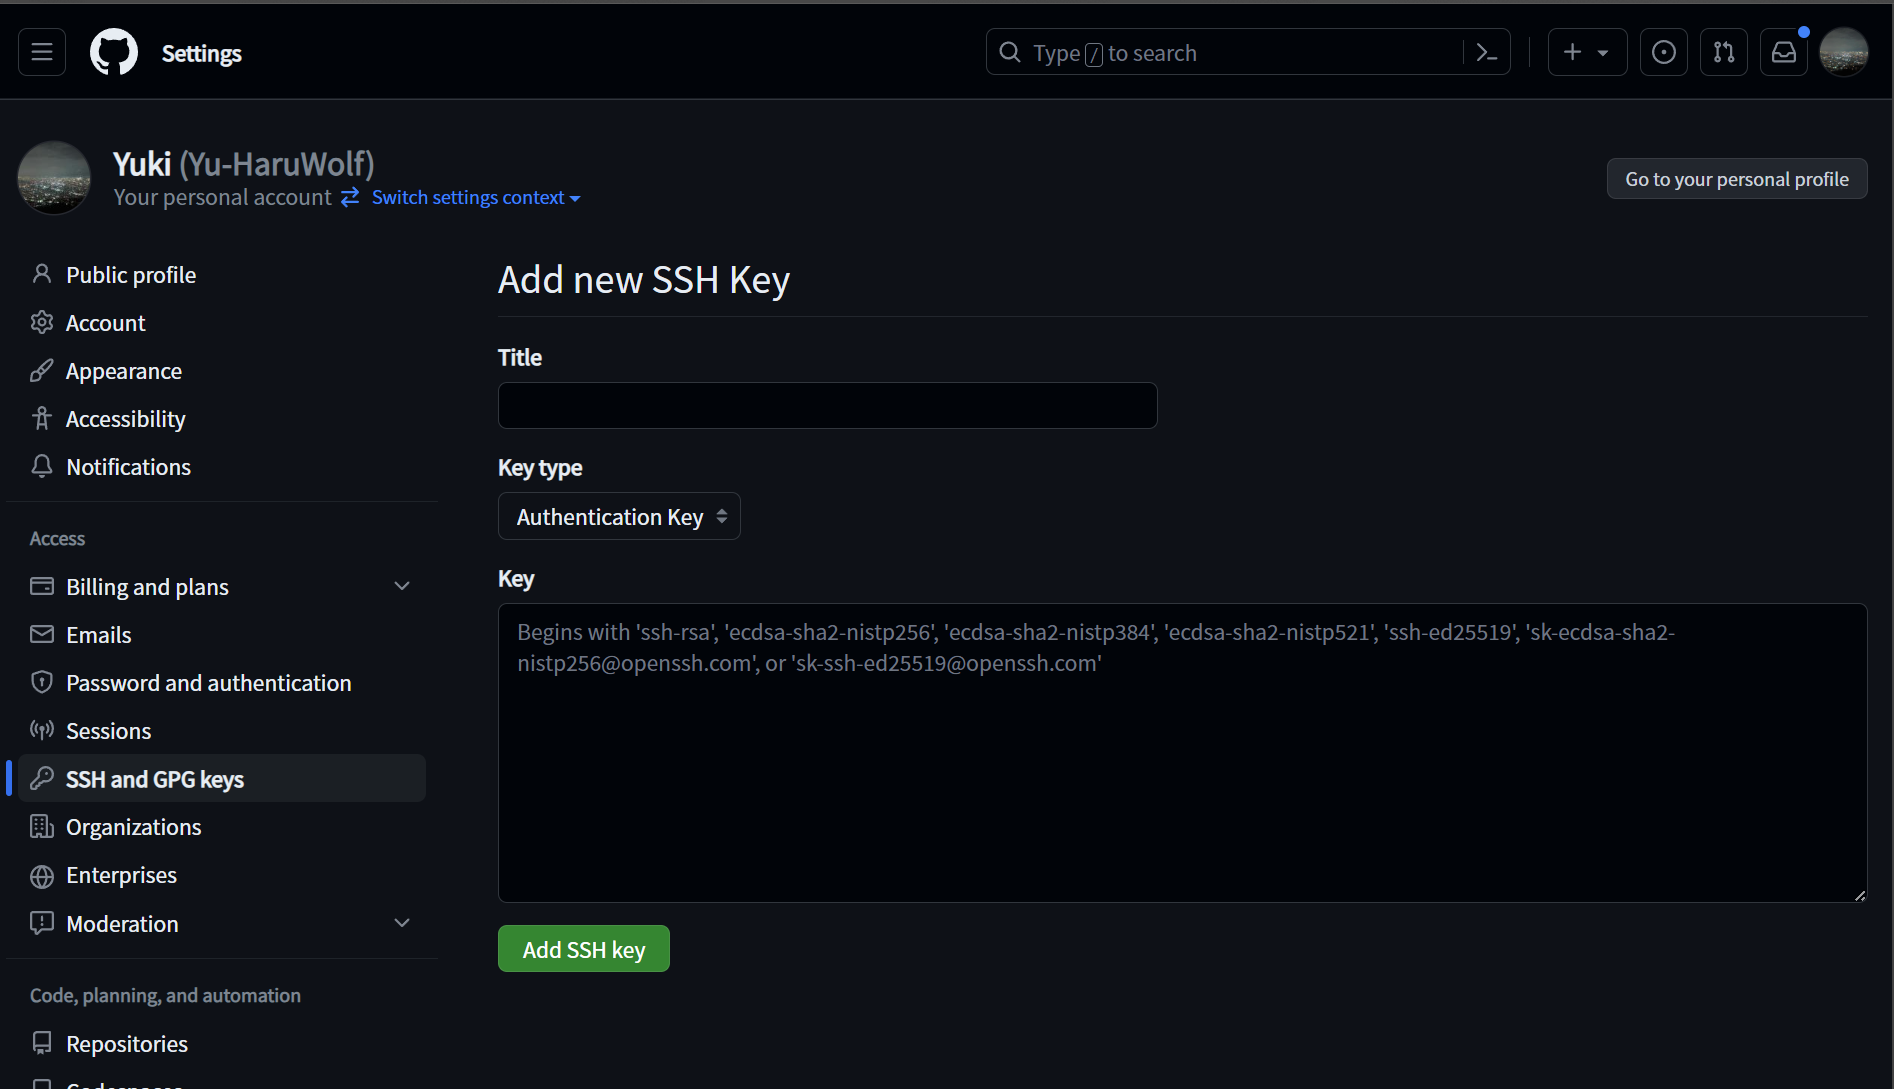 Settings
Type / to search
Yuki (Yu-HaruWolf)
Your personal account Switch settings context
Go to your personal profile
Public profile
Account
Appearance
Accessibility
Notifications
Access
Billing and plans
Emails
Password and authentication
Sessions
SSH and GPG keys
Organizations
Enterprises
Moderation
Code, planning, and automation
Repositories
Codespaces
Add new SSH Key
Title
Key type
Authentication Key
Key
Begins with 'ssh-rsa', 'ecdsa-sha2-nistp256', 'ecdsa-sha2-nistp384', 'ecdsa-sha2-nistp521', 'ssh-ed25519', 'sk-ecdsa-sha2-
nistp256@openssh.com', or 'sk-ssh-ed25519@openssh.com'
Add SSH key